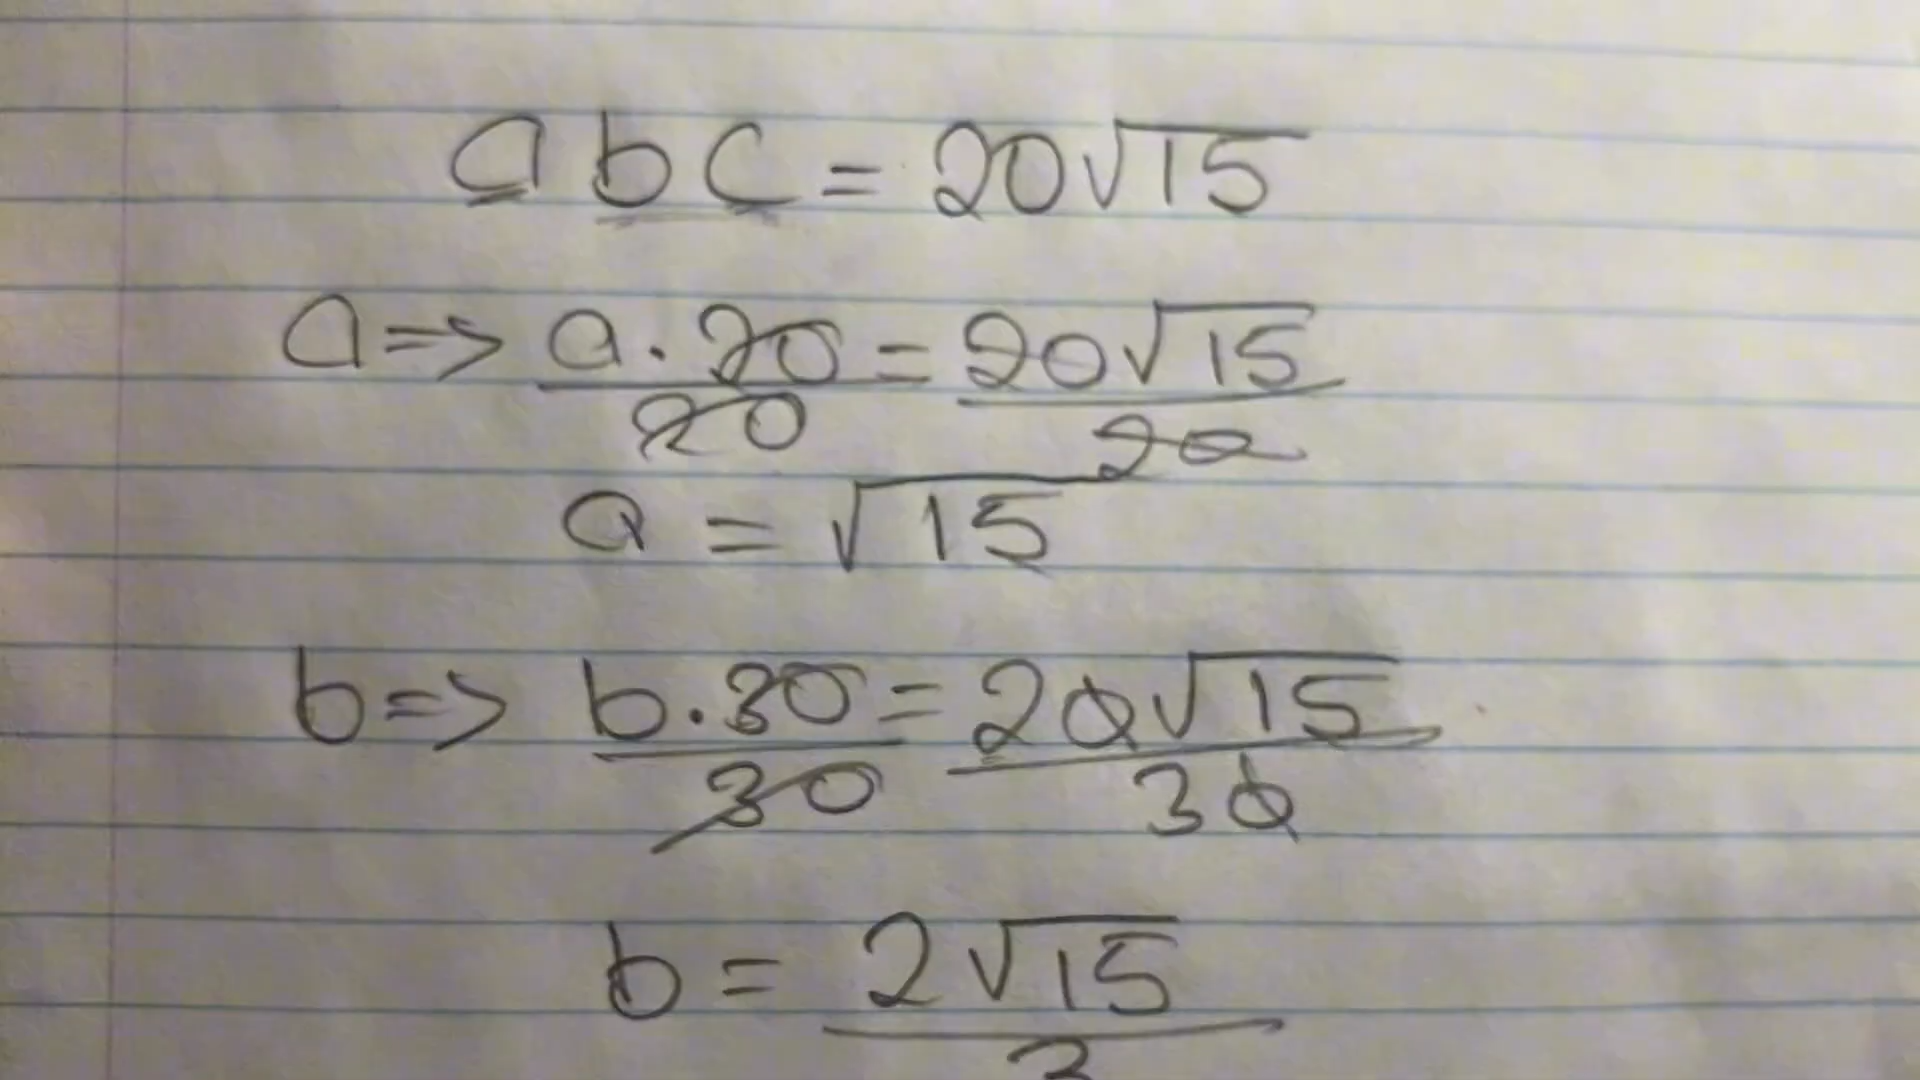 abc = 20√15
a => a·20/20 = 20√15/20
a = √15
b => b·30/30 = 20√15/30
b = 2√15/3